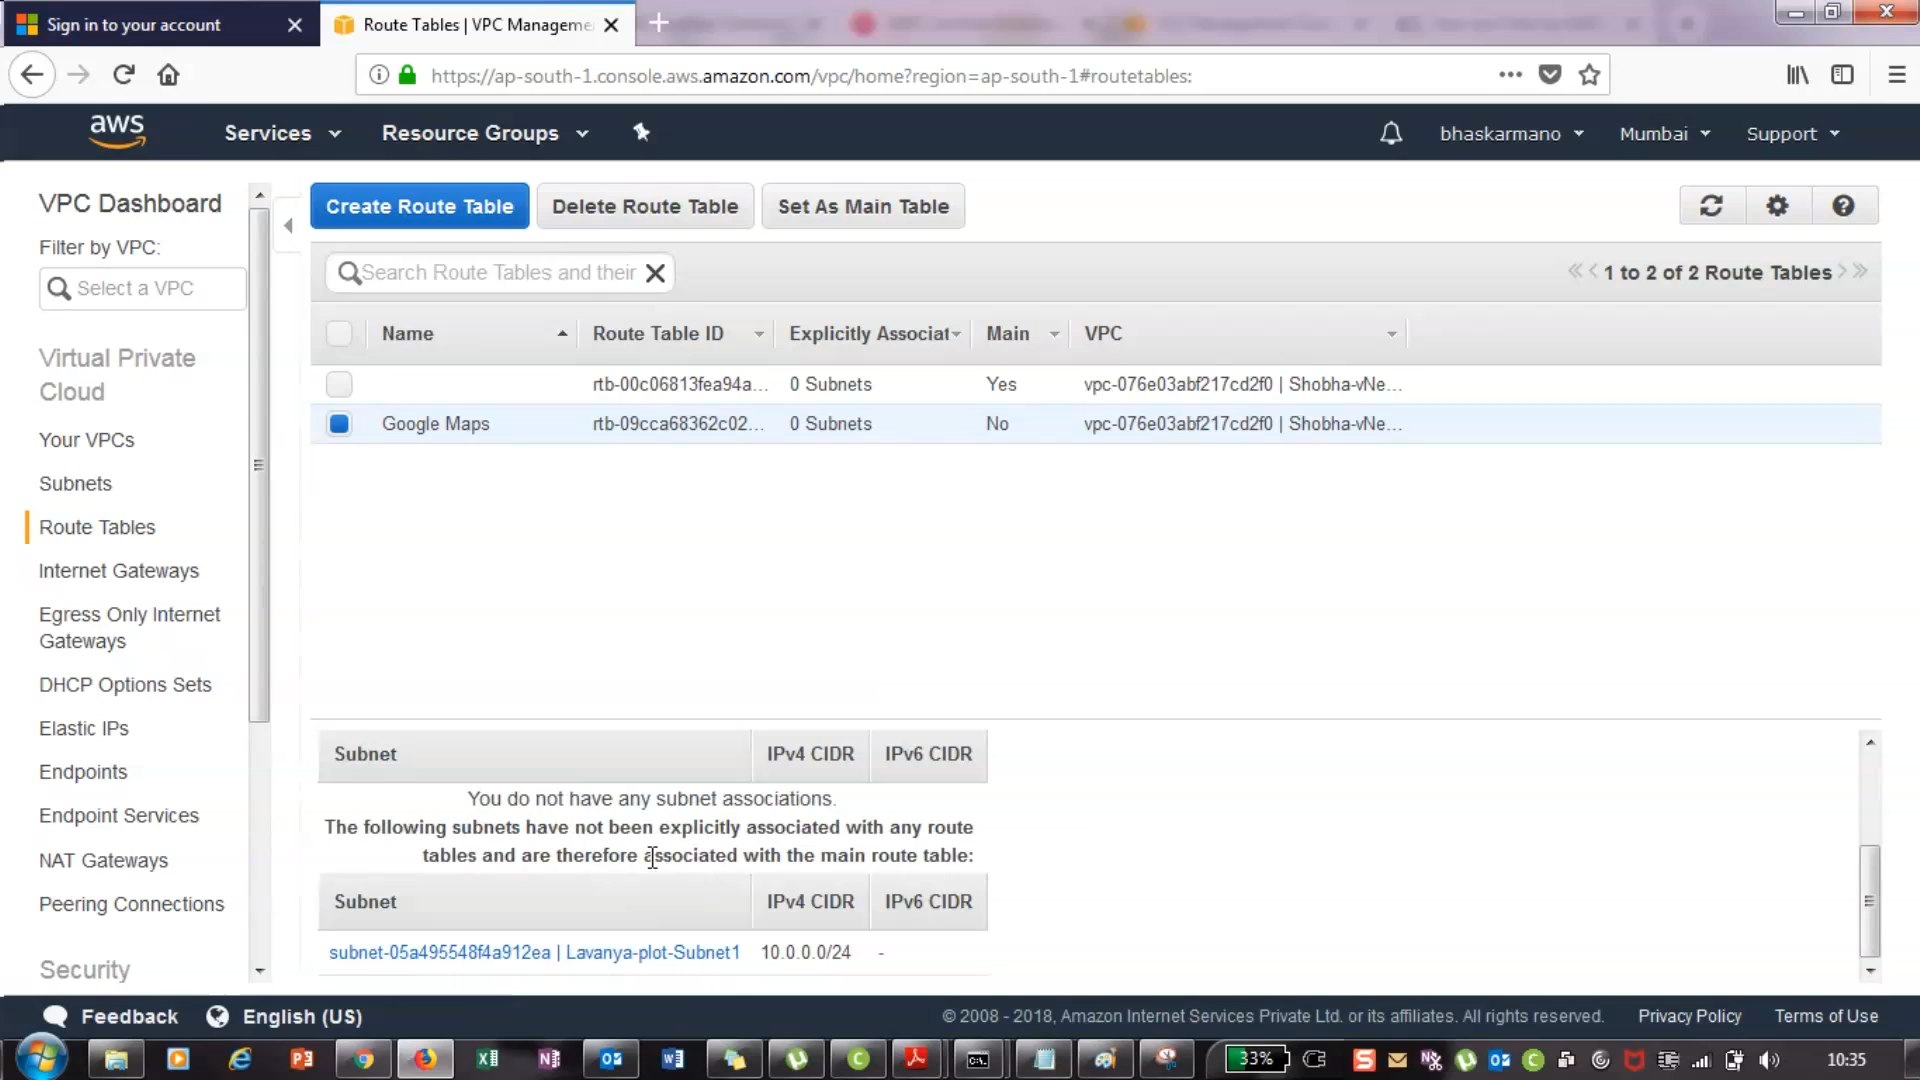 Sign in to your account
Route Tables | VPC Manageme
https://ap-south-1.console.aws.amazon.com/vpc/home?region=ap-south-1#routetables:
aws
Services
Resource Groups
bhaskarmano
Mumbai
Support
VPC Dashboard
Filter by VPC:
Select a VPC
Virtual Private
Cloud
Your VPCs
Subnets
Route Tables
Internet Gateways
Egress Only Internet
Gateways
DHCP Options Sets
Elastic IPs
Endpoints
Endpoint Services
NAT Gateways
Peering Connections
Security
Create Route Table
Delete Route Table
Set As Main Table
Search Route Tables and their
1 to 2 of 2 Route Tables
Name Route Table ID Explicitly Associat Main VPC
rtb-00c06813fea94a... 0 Subnets Yes vpc-076e03abf217cd2f0 | Shobha-vNe...
Google Maps rtb-09cca68362c02... 0 Subnets No vpc-076e03abf217cd2f0 | Shobha-vNe...
Subnet IPv4 CIDR IPv6 CIDR
You do not have any subnet associations.
The following subnets have not been explicitly associated with any route
tables and are therefore associated with the main route table:
Subnet IPv4 CIDR IPv6 CIDR
subnet-05a495548f4a912ea | Lavanya-plot-Subnet1 10.0.0.0/24 -
Feedback
English (US)
© 2008 - 2018, Amazon Internet Services Private Ltd. or its affiliates. All rights reserved.
Privacy Policy
Terms of Use
33%
10:35